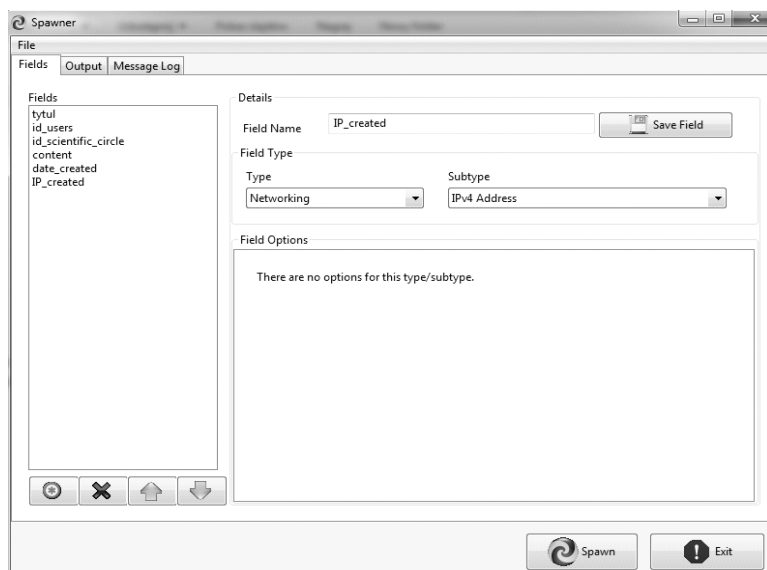 Spawner
File
Fields Output Message Log
Fields
tytul
id_users
id_scientific_circle
content
date_created
IP_created
Details
Field Name IP_created Save Field
Field Type
Type Subtype
Networking IPv4 Address
Field Options
There are no options for this type/subtype.
Spawn Exit